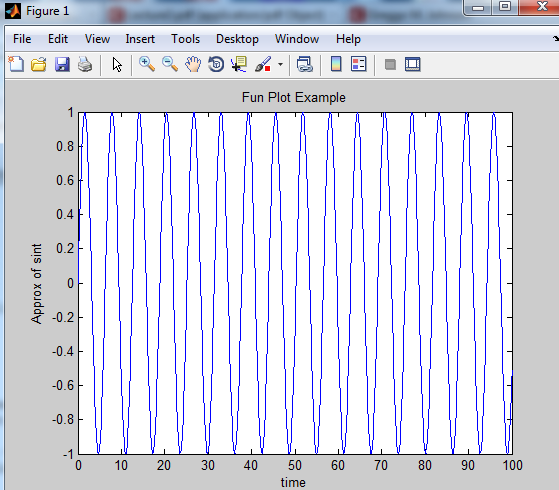 Figure 1
File Edit View Insert Tools Desktop Window Help
Fun Plot Example
1
0.8
0.6
0.4
0.2
0
-0.2
-0.4
-0.6
-0.8
-1
Approx of sint
0 10 20 30 40 50 60 70 80 90 100
time